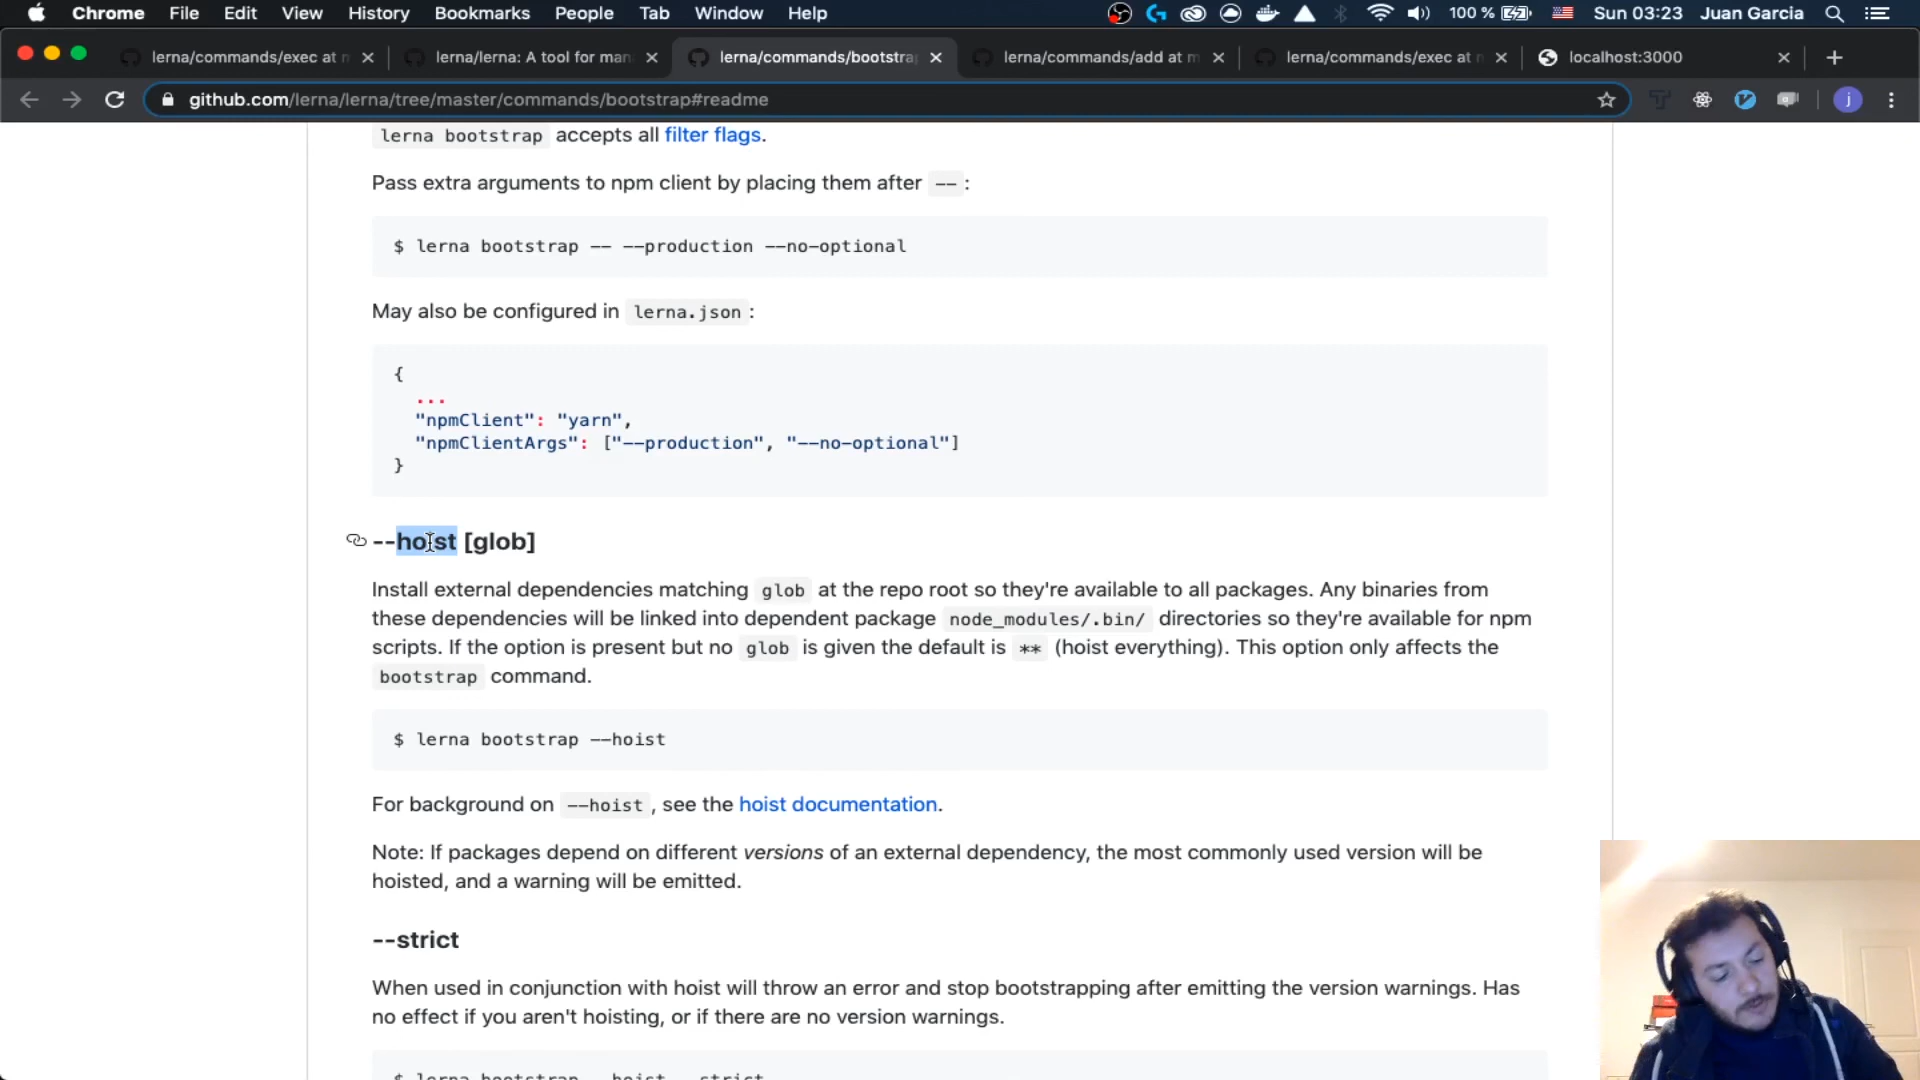 Chrome File Edit View History Bookmarks People Tab Window Help 100 % Sun 03:23 Juan Garcia
lerna/commands/exec at lerna/lerna: A tool for man lerna/commands/bootstra lerna/commands/add at m lerna/commands/exec at localhost:3000
github.com/lerna/lerna/tree/master/commands/bootstrap#readme
lerna bootstrap accepts all filter flags.
Pass extra arguments to npm client by placing them after -- :
$ lerna bootstrap -- --production --no-optional
May also be configured in lerna.json :
{
...
"npmClient": "yarn",
"npmClientArgs": ["--production", "--no-optional"]
}
--hoist [glob]
Install external dependencies matching glob at the repo root so they're available to all packages. Any binaries from
these dependencies will be linked into dependent package node_modules/.bin/ directories so they're available for npm
scripts. If the option is present but no glob is given the default is ** (hoist everything). This option only affects the
bootstrap command.
$ lerna bootstrap --hoist
For background on --hoist , see the hoist documentation.
Note: If packages depend on different versions of an external dependency, the most commonly used version will be
hoisted, and a warning will be emitted.
--strict
When used in conjunction with hoist will throw an error and stop bootstrapping after emitting the version warnings. Has
no effect if you aren't hoisting, or if there are no version warnings.
$ lerna bootstrap --hoist --strict